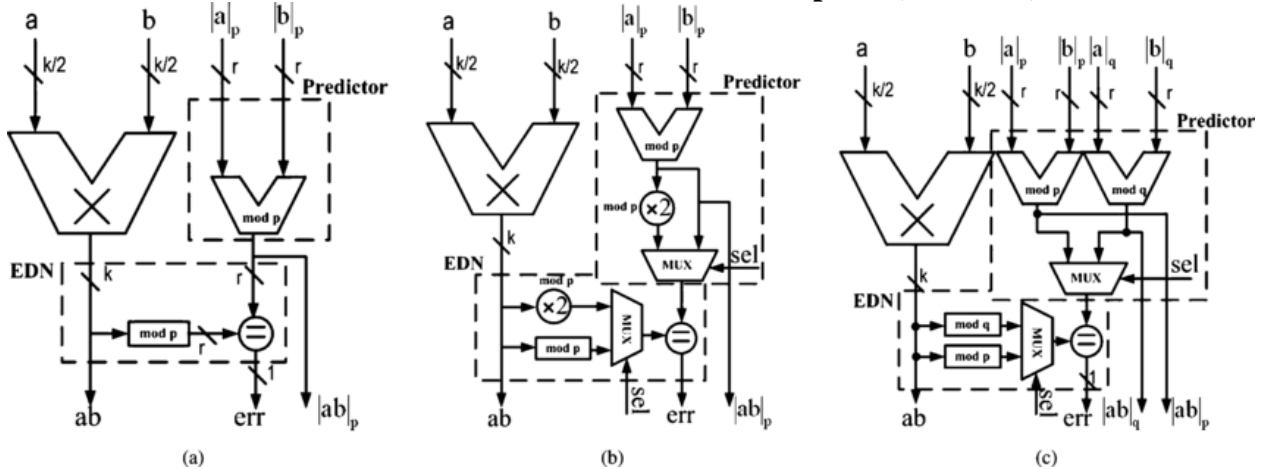 a
b
|a|p
|b|p
k/2
k/2
r
r
Predictor
×
mod p
EDN
k
r
mod p
r
=
1
ab
err
|ab|p
(a)
a
b
|a|p
|b|p
k/2
k/2
r
r
Predictor
mod p
mod p
×2
k
MUX
sel
EDN
mod p
×2
mod p
MUX
=
sel
ab
err
|ab|p
(b)
a
b
|a|p
|b|p
|a|q
|b|q
k/2
k/2
r
r
r
r
Predictor
×
mod p
mod q
k
MUX
sel
EDN
mod q
mod p
MUX
=
1
sel
ab
err
|ab|q
|ab|p
(c)